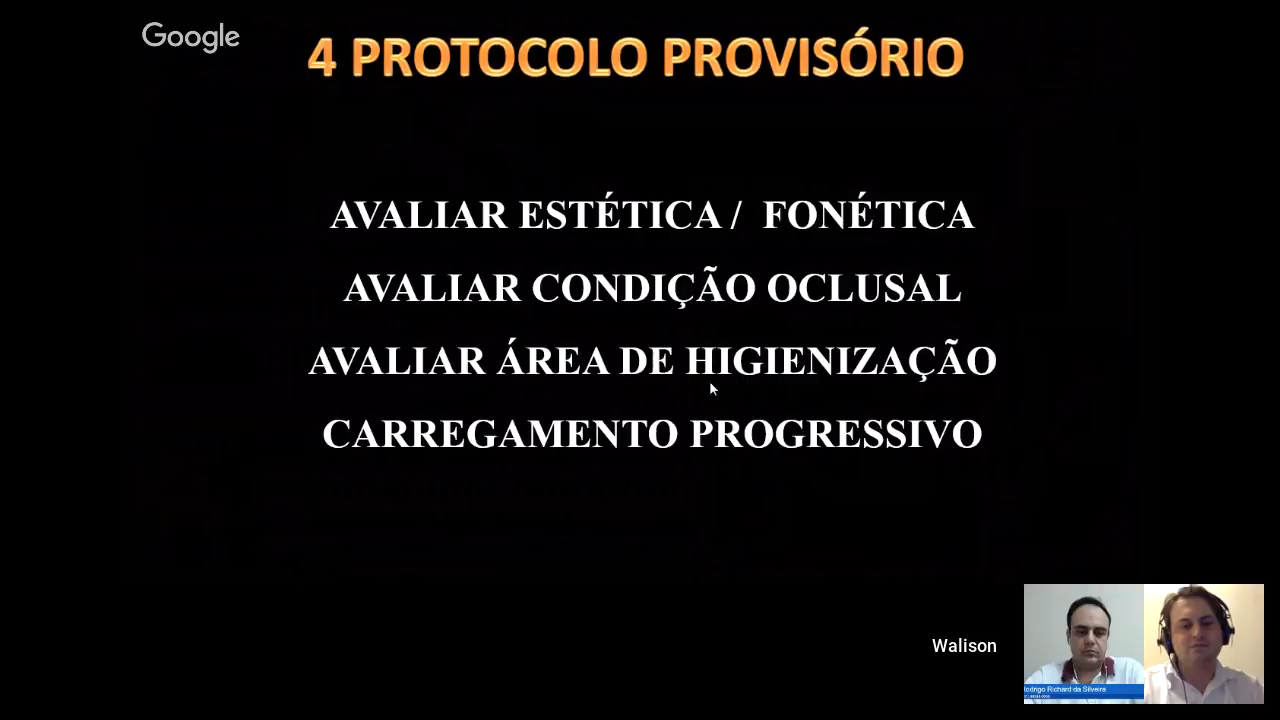 Google
4 PROTOCOLO PROVISÓRIO
AVALIAR ESTÉTICA / FONÉTICA
AVALIAR CONDIÇÃO OCLUSAL
AVALIAR ÁREA DE HIGIENIZAÇÃO
CARREGAMENTO PROGRESSIVO
Walison
Rodrigo Richard da Silveira